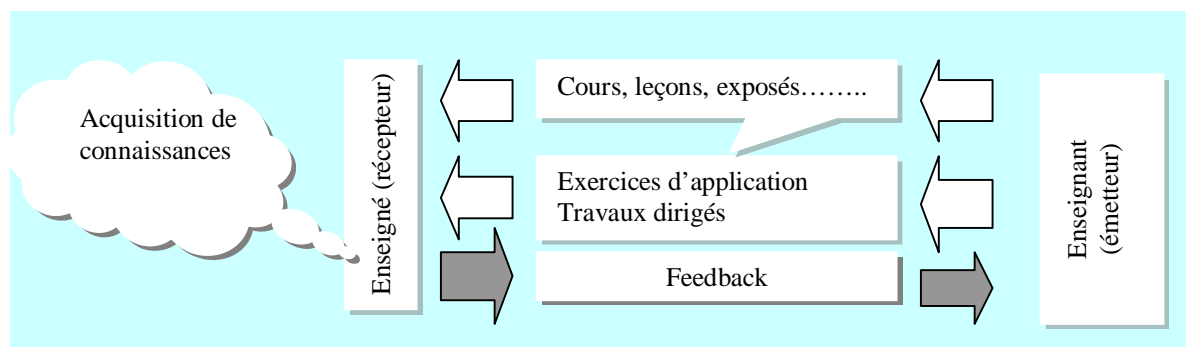 Acquisition de
connaissances
Enseigné (récepteur)
Cours, leçons, exposés……..
Exercices d’application
Travaux dirigés
Feedback
Enseignant
(émetteur)